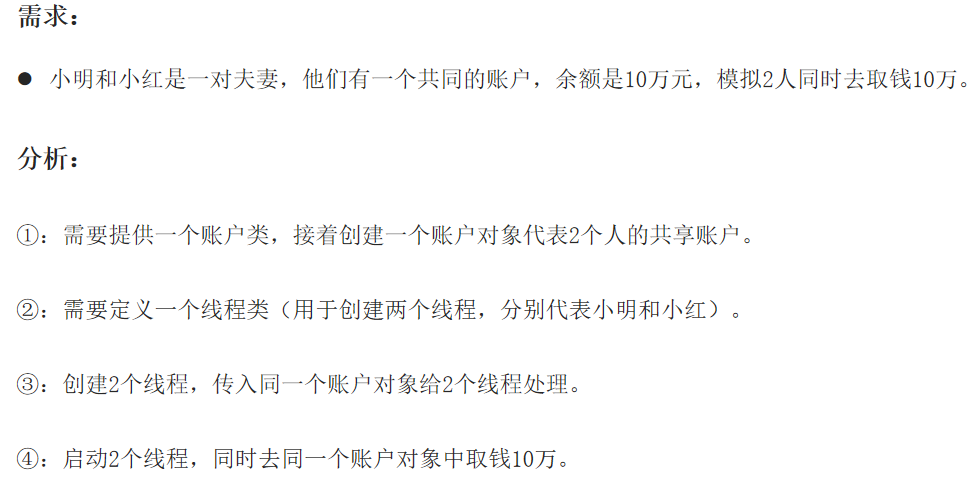 需求：
● 小明和小红是一对夫妻，他们有一个共同的账户，余额是10万元，模拟2人同时去取钱10万。
分析：
①：需要提供一个账户类，接着创建一个账户对象代表2个人的共享账户。
②：需要定义一个线程类（用于创建两个线程，分别代表小明和小红）。
③：创建2个线程，传入同一个账户对象给2个线程处理。
④：启动2个线程，同时去同一个账户对象中取钱10万。